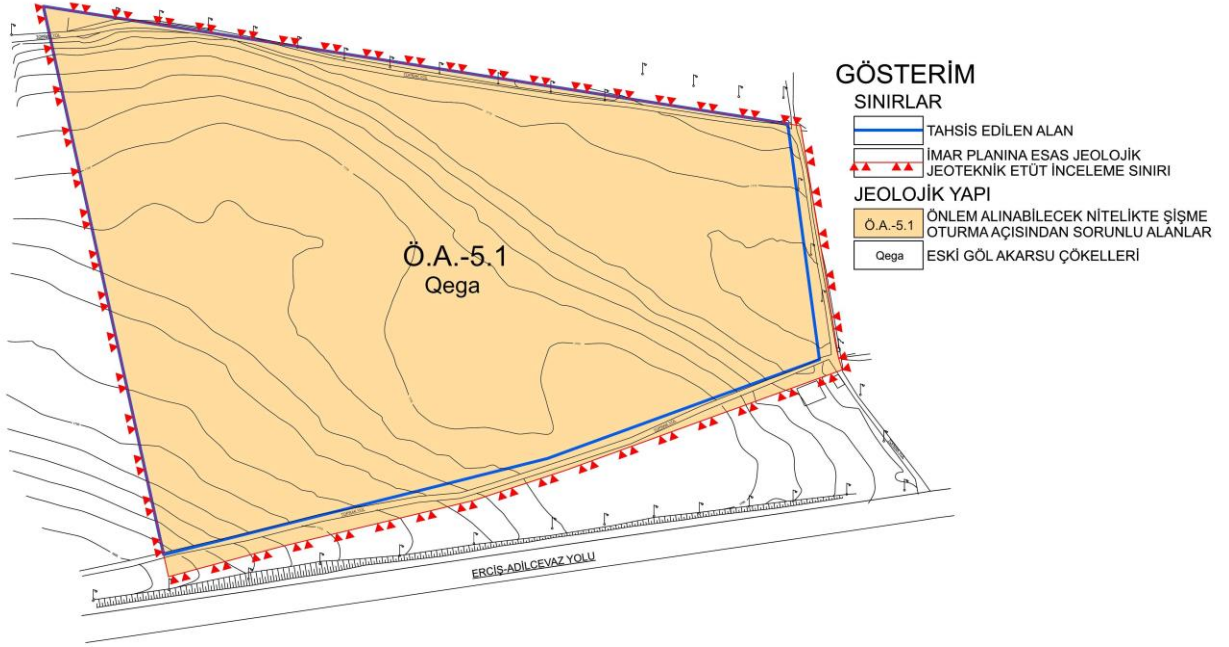 GÖSTERİM
SINIRLAR
TAHSİS EDİLEN ALAN
İMAR PLANINA ESAS JEOLOJİK
JEOTEKNİK ETÜT İNCELEME SINIRI
JEOLOJİK YAPI
Ö.A.-5.1
ÖNLEM ALINABİLECEK NİTELİKTE ŞİŞME
OTURMA AÇISINDAN SORUNLU ALANLAR
Qega
ESKİ GÖL AKARSU ÇÖKELLERİ
Ö.A.-5.1
Qega
ERCİŞ-ADİLCEVAZ YOLU